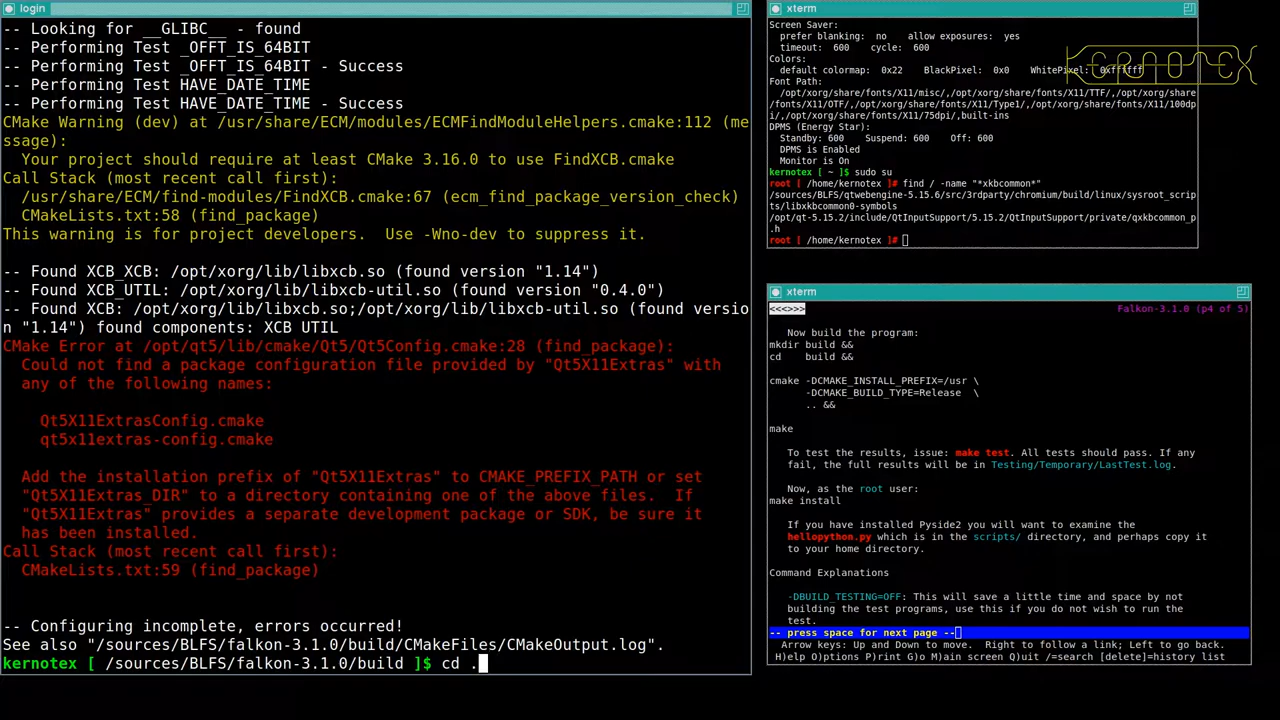 login
-- Looking for __GLIBC__ - found
-- Performing Test _OFFT_IS_64BIT
-- Performing Test _OFFT_IS_64BIT - Success
-- Performing Test HAVE_DATE_TIME
-- Performing Test HAVE_DATE_TIME - Success
CMake Warning (dev) at /usr/share/ECM/modules/ECMFindModuleHelpers.cmake:112 (me
ssage):
  Your project should require at least CMake 3.16.0 to use FindXCB.cmake
Call Stack (most recent call first):
  /usr/share/ECM/find-modules/FindXCB.cmake:67 (ecm_find_package_version_check)
  CMakeLists.txt:58 (find_package)
This warning is for project developers.  Use -Wno-dev to suppress it.
-- Found XCB_XCB: /opt/xorg/lib/libxcb.so (found version "1.14")
-- Found XCB_UTIL: /opt/xorg/lib/libxcb-util.so (found version "0.4.0")
-- Found XCB: /opt/xorg/lib/libxcb.so;/opt/xorg/lib/libxcb-util.so (found versio
n "1.14") found components: XCB UTIL
CMake Error at /opt/qt5/lib/cmake/Qt5/Qt5Config.cmake:28 (find_package):
  Could not find a package configuration file provided by "Qt5X11Extras" with
  any of the following names:
    Qt5X11ExtrasConfig.cmake
    qt5x11extras-config.cmake
  Add the installation prefix of "Qt5X11Extras" to CMAKE_PREFIX_PATH or set
  "Qt5X11Extras_DIR" to a directory containing one of the above files.  If
  "Qt5X11Extras" provides a separate development package or SDK, be sure it
  has been installed.
Call Stack (most recent call first):
  CMakeLists.txt:59 (find_package)
-- Configuring incomplete, errors occurred!
See also "/sources/BLFS/falkon-3.1.0/build/CMakeFiles/CMakeOutput.log".
kernotex [ /sources/BLFS/falkon-3.1.0/build ]$ cd .
xterm
Screen Saver:
  prefer blanking:  no    allow exposures:  yes
  timeout:  600    cycle:  600
Colors:
  default colormap:  0x22    BlackPixel:  0x0    WhitePixel:  0xffffff
Font Path:
  /opt/xorg/share/fonts/X11/misc/,/opt/xorg/share/fonts/X11/TTF/,/opt/xorg/share
/fonts/X11/OTF/,/opt/xorg/share/fonts/X11/Type1/,/opt/xorg/share/fonts/X11/100dp
i/,/opt/xorg/share/fonts/X11/75dpi/,built-ins
DPMS (Energy Star):
  Standby: 600    Suspend: 600    Off: 600
  DPMS is Enabled
  Monitor is On
kernotex [ ~ ]$ sudo su
root [ /home/kernotex ]# find / -name "*xkbcommon*"
/sources/BLFS/qtwebengine-5.15.6/src/3rdparty/chromium/build/linux/sysroot_scrip
ts/libxkbcommon0-symbols
/opt/qt-5.15.2/include/QtInputSupport/5.15.2/QtInputSupport/private/qxkbcommon_p
.h
root [ /home/kernotex ]#
KERNOTEX
xterm
<<<>>>    Falkon-3.1.0 (p4 of 5)
   Now build the program:
mkdir build &&
cd    build &&
cmake -DCMAKE_INSTALL_PREFIX=/usr \
      -DCMAKE_BUILD_TYPE=Release  \
      .. &&
make
   To test the results, issue: make test. All tests should pass. If any
   fail, the full results will be in Testing/Temporary/LastTest.log.
   Now, as the root user:
make install
   If you have installed Pyside2 you will want to examine the
   hellopython.py which is in the scripts/ directory, and perhaps copy it
   to your home directory.
Command Explanations
   -DBUILD_TESTING=OFF: This will save a little time and space by not
   building the test programs, use this if you do not wish to run the
   test.
-- press space for next page --
  Arrow keys: Up and Down to move.  Right to follow a link; Left to go back.
 H)elp O)ptions P)rint G)o M)ain screen Q)uit /=search [delete]=history list